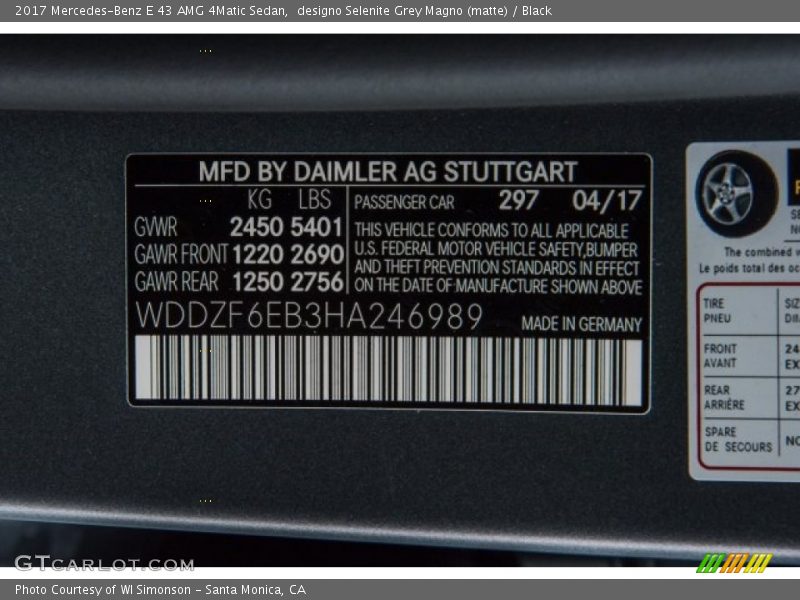 2017 Mercedes-Benz E 43 AMG 4Matic Sedan, designo Selenite Grey Magno (matte) / Black
MFD BY DAIMLER AG STUTTGART
KG LBS
GVWR 2450 5401
GAWR FRONT 1220 2690
GAWR REAR 1250 2756
PASSENGER CAR 297 04/17
THIS VEHICLE CONFORMS TO ALL APPLICABLE
U.S. FEDERAL MOTOR VEHICLE SAFETY,BUMPER
AND THEFT PREVENTION STANDARDS IN EFFECT
ON THE DATE OF MANUFACTURE SHOWN ABOVE
WDDZF6EB3HA246989
MADE IN GERMANY
The combined
Le poids total des
TIRE
PNEU
FRONT
AVANT
REAR
ARRIÈRE
SPARE
DE SECOURS
GTCARLOT.COM
Photo Courtesy of WI Simonson - Santa Monica, CA